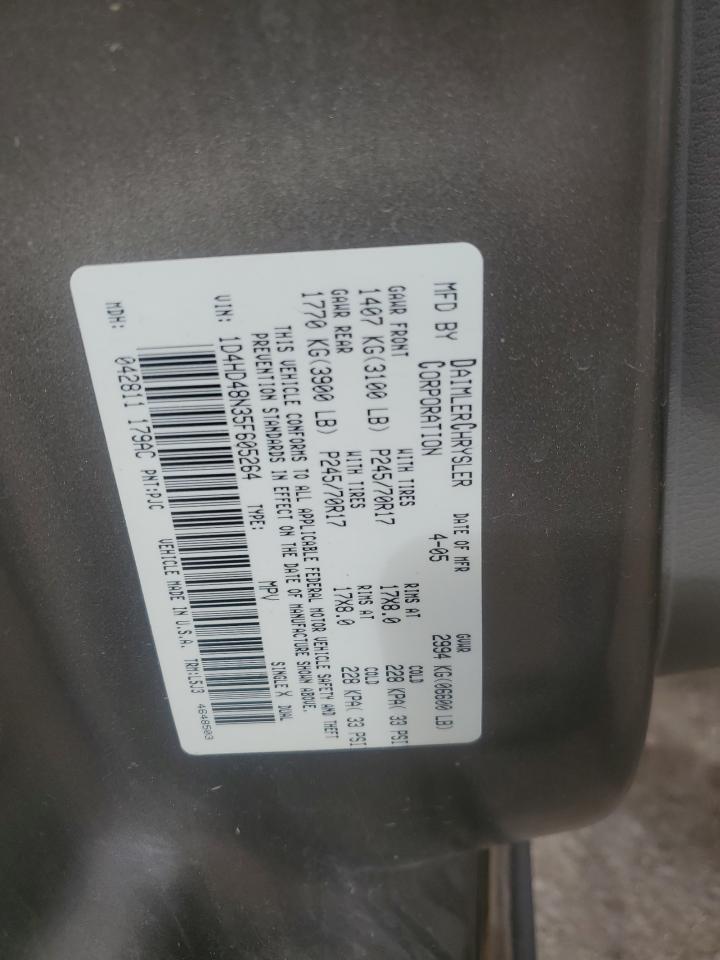 MFD BY DAIMLERCHRYSLER CORPORATION DATE OF MFR 4-05 GVWR 2994 KG(06600 LB)
GAWR FRONT WITH TIRES RIMS AT COLD
1407 KG(3100 LB) P245/70R17 17X8.0 228 KPA( 33 PSI
GAWR REAR WITH TIRES RIMS AT COLD
1770 KG(3900 LB) P245/70R17 17X8.0 228 KPA( 33 PSI
THIS VEHICLE CONFORMS TO ALL APPLICABLE FEDERAL MOTOR VEHICLE SAFETY AND THEFT
PREVENTION STANDARDS IN EFFECT ON THE DATE OF MANUFACTURE SHOWN ABOVE.
VIN: 1D4HD48N35F605264 TYPE: MPV SINGLE X DUAL
MDH: 042811 179AC PNT:PJC VEHICLE MADE IN U.S.A. TRM:L5J3 4648503